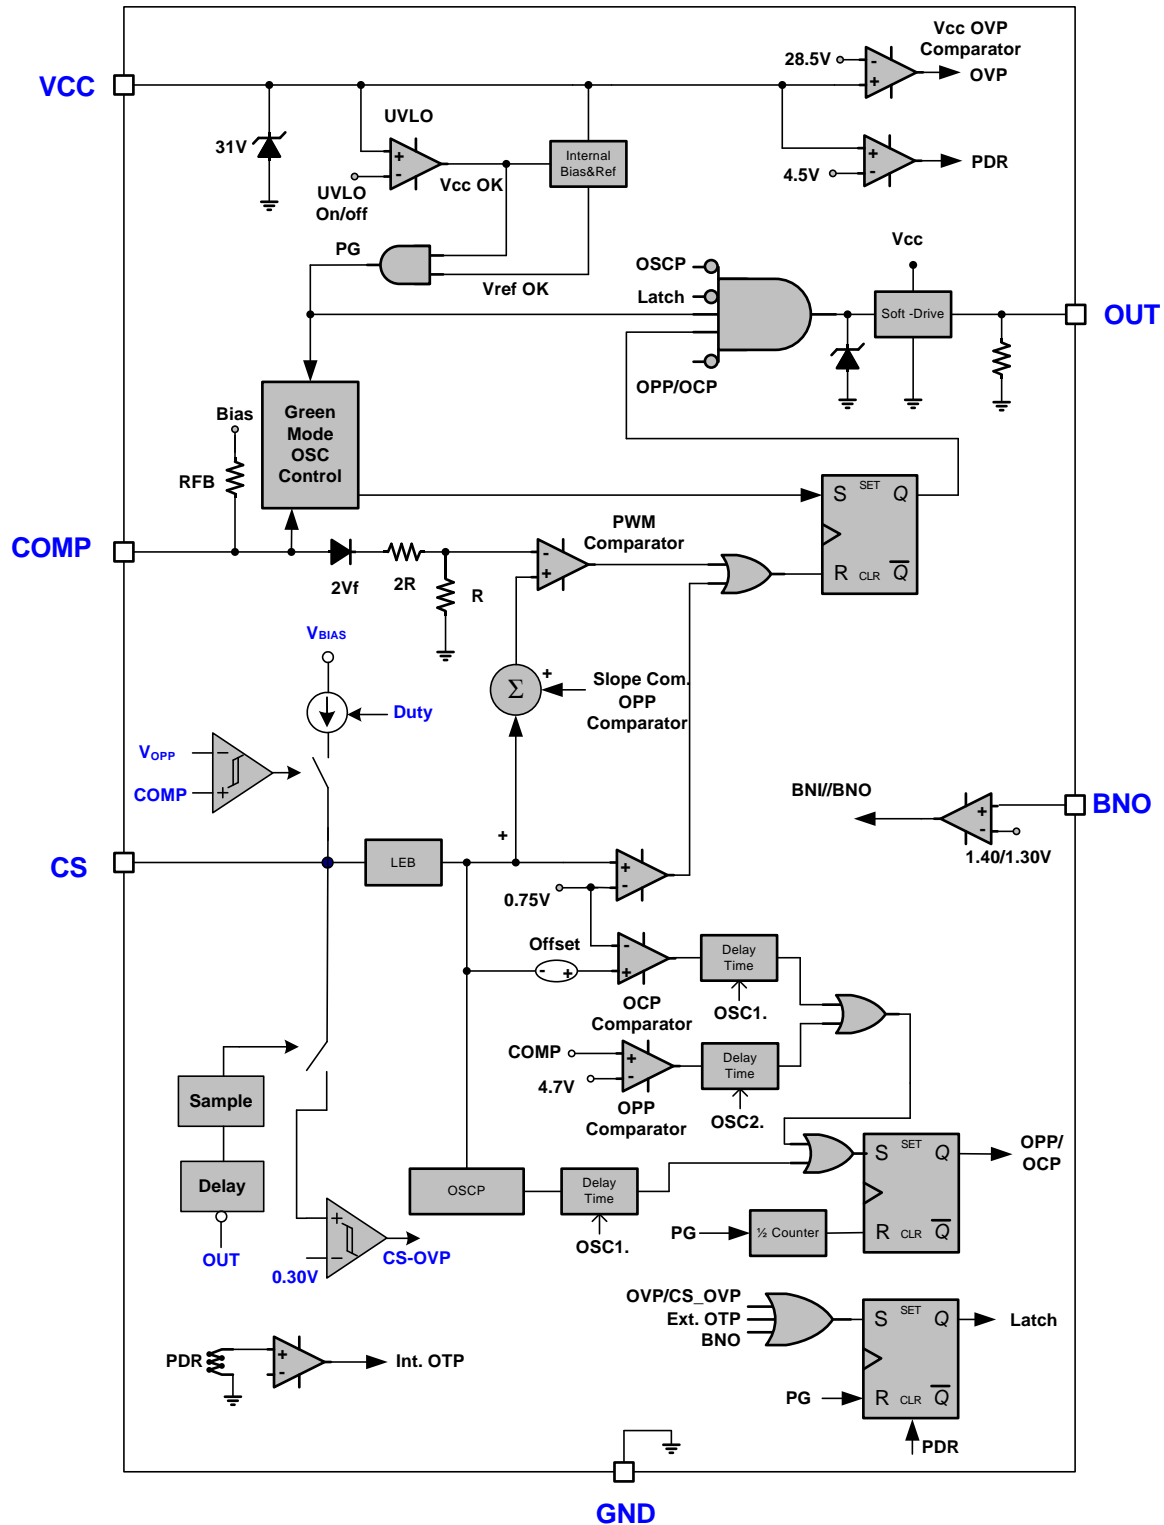 Vcc OVP
Comparator
28.5V
OVP
VCC
UVLO
31V
Internal
Bias&Ref
PDR
4.5V
Vcc OK
UVLO
On/off
PG
Vref OK
Vcc
OSCP
Latch
Soft -Drive
OUT
OPP/OCP
Bias
Green
Mode
OSC
Control
RFB
S
SET
Q
COMP
PWM
Comparator
R
CLR
Q
2Vf
2R
R
VBIAS
Σ
+
Slope Com.
OPP
Comparator
Duty
VOPP
COMP
BNI//BNO
BNO
1.40/1.30V
+
CS
LEB
0.75V
Offset
Delay
Time
OCP
Comparator
OSC1.
COMP
4.7V
Delay
Time
OPP
Comparator
OSC2.
Sample
Delay
OUT
OSCP
Delay
Time
OSC1.
S
SET
Q
OPP/
OCP
PG
½ Counter
R
CLR
Q
0.30V
CS-OVP
OVP/CS_OVP
Ext. OTP
BNO
S
SET
Q
Latch
PDR
Int. OTP
PG
R
CLR
Q
PDR
GND